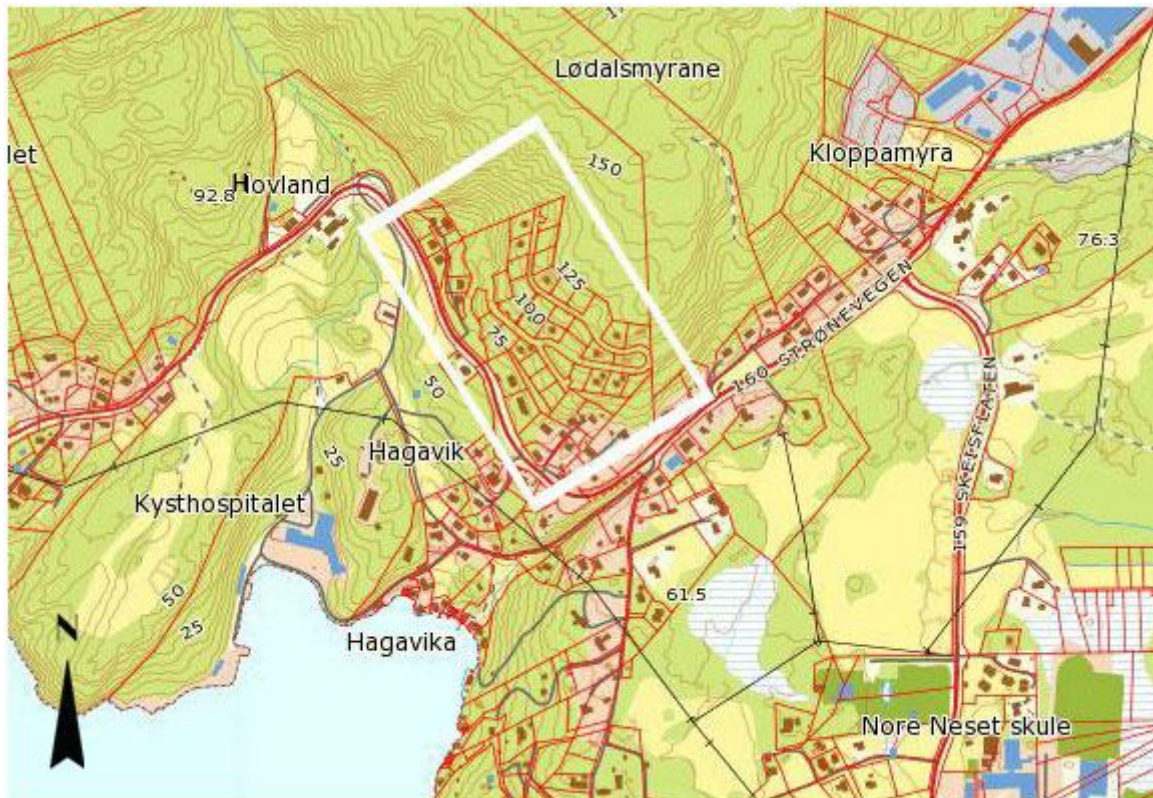 Lødalsmyrane
150
Kloppamyra
let
Hovland
92.8
76.3
125
100
75
160 STRØNEVEGEN
50
159 SKEISFLATEN
25
Hagavik
Kysthospitalet
50
25
61.5
N
Hagavika
Nore Neset skule